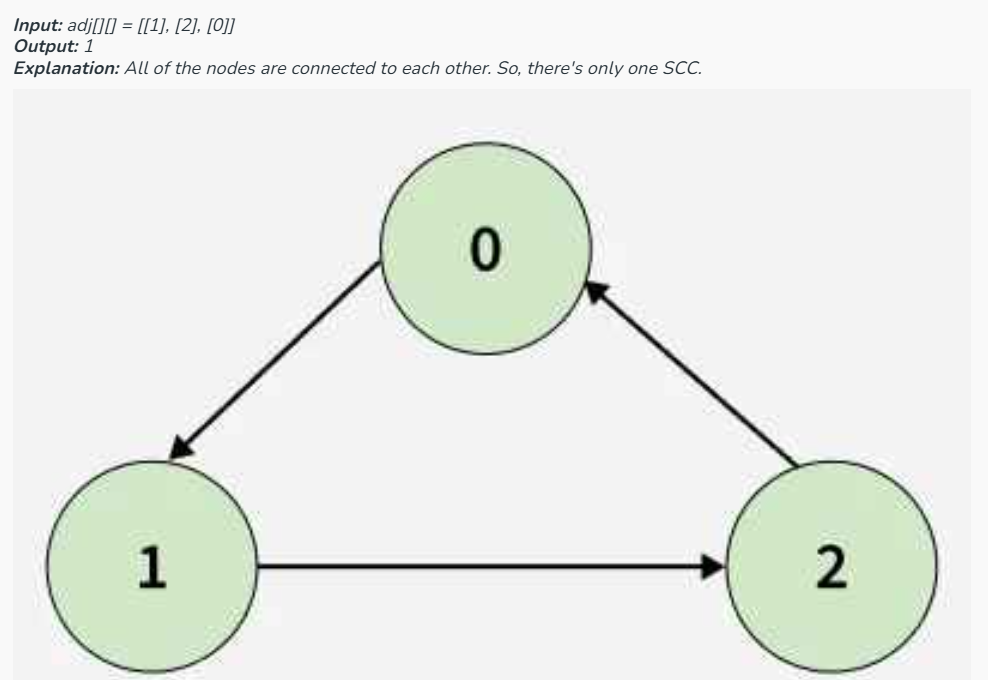 Input: adj[][] = [[1], [2], [0]]
Output: 1
Explanation: All of the nodes are connected to each other. So, there's only one SCC.
0
1
2